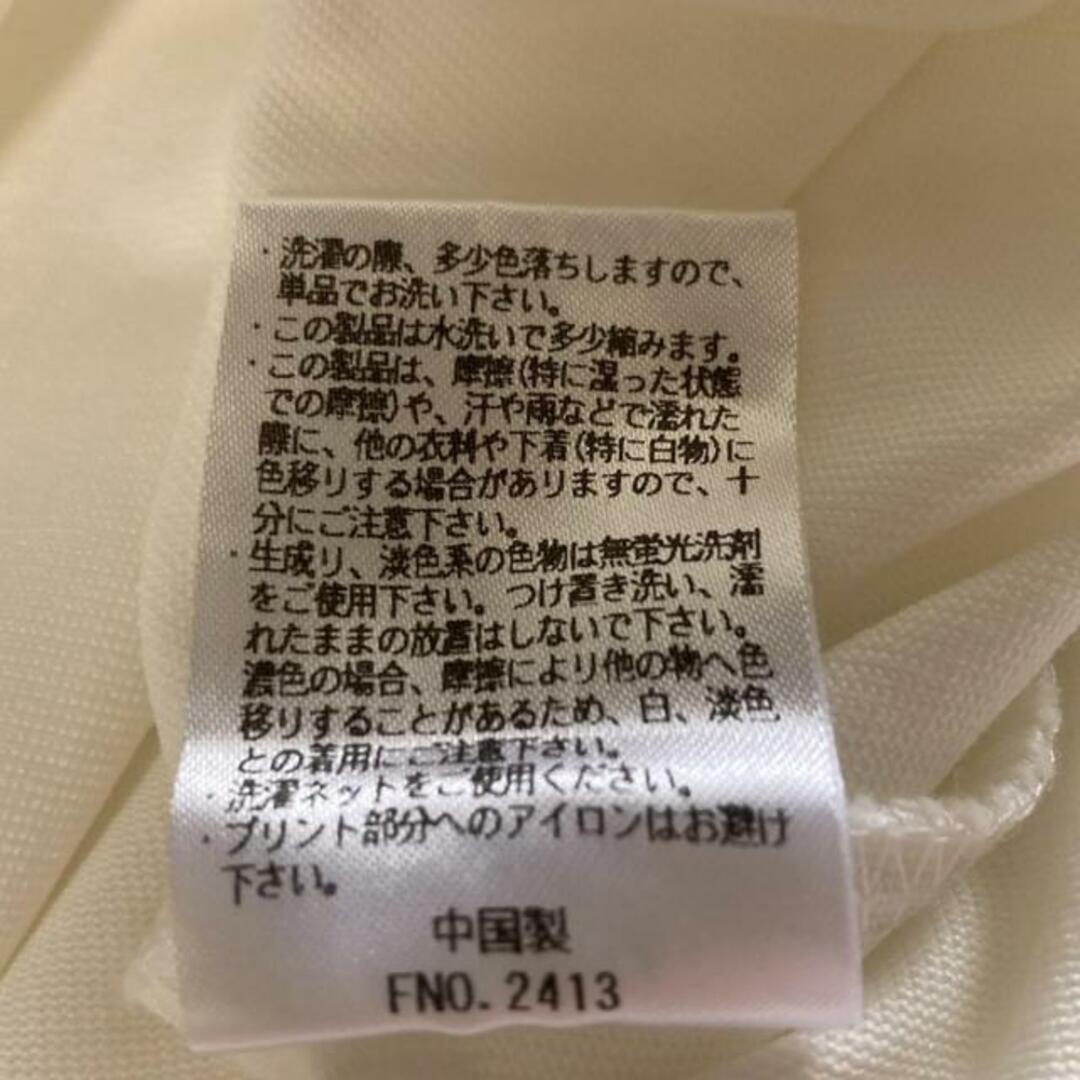 ・洗濯の際、多少色落ちしますので、
単品でお洗い下さい。
・この製品は水洗いで多少縮みます。
・この製品は、摩擦(特に湿った状態
での摩擦)や、汗や雨などで濡れた
際に、他の衣料や下着(特に白物)に
色移りする場合がありますので、十
分にご注意下さい。
・生成り、淡色系の色物は無蛍光洗剤
をご使用下さい。つけ置き洗い、濡
れたままの放置はしないで下さい。
濃色の場合、摩擦により他の物へ色
移りすることがあるため、白、淡色
との着用にご注意下さい。
・洗濯ネットをご使用ください。
・プリント部分へのアイロンはお避け
下さい。
中国製
FNO.2413